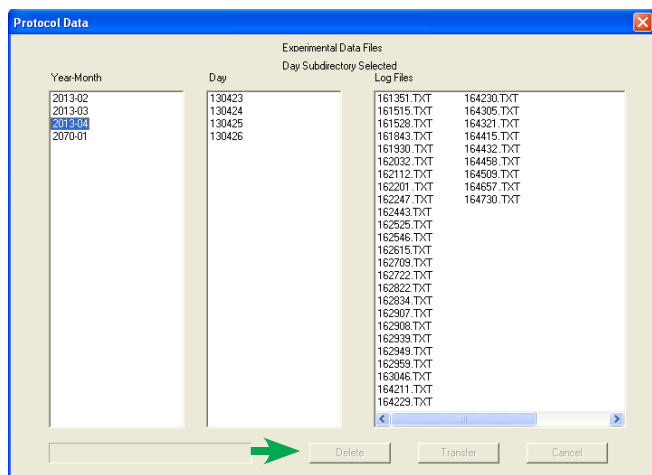 Protocol Data
Experimental Data Files
Day Subdirectory Selected
Year-Month
Day
Log Files
2013-02
2013-03
2013-04
2070-01
130423
130424
130425
130426
161351.TXT
161515.TXT
161528.TXT
161843.TXT
161930.TXT
162032.TXT
162112.TXT
162201.TXT
162247.TXT
162443.TXT
162525.TXT
162546.TXT
162615.TXT
162709.TXT
162722.TXT
162822.TXT
162834.TXT
162907.TXT
162908.TXT
162939.TXT
162949.TXT
162959.TXT
163046.TXT
164211.TXT
164229.TXT
164230.TXT
164305.TXT
164321.TXT
164415.TXT
164432.TXT
164458.TXT
164509.TXT
164657.TXT
164730.TXT
Delete
Transfer
Cancel